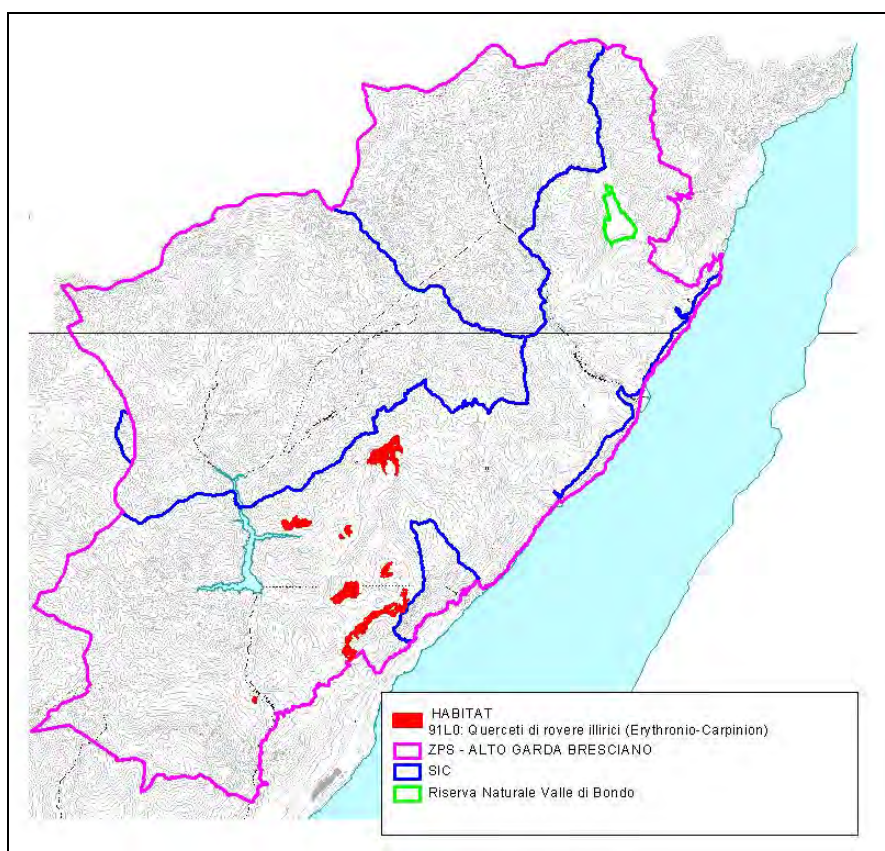 HABITAT
91L0: Querceti di rovere illirici (Erythronio-Carpinion)
ZPS - ALTO GARDA BRESCIANO
SIC
Riserva Naturale Valle di Bondo